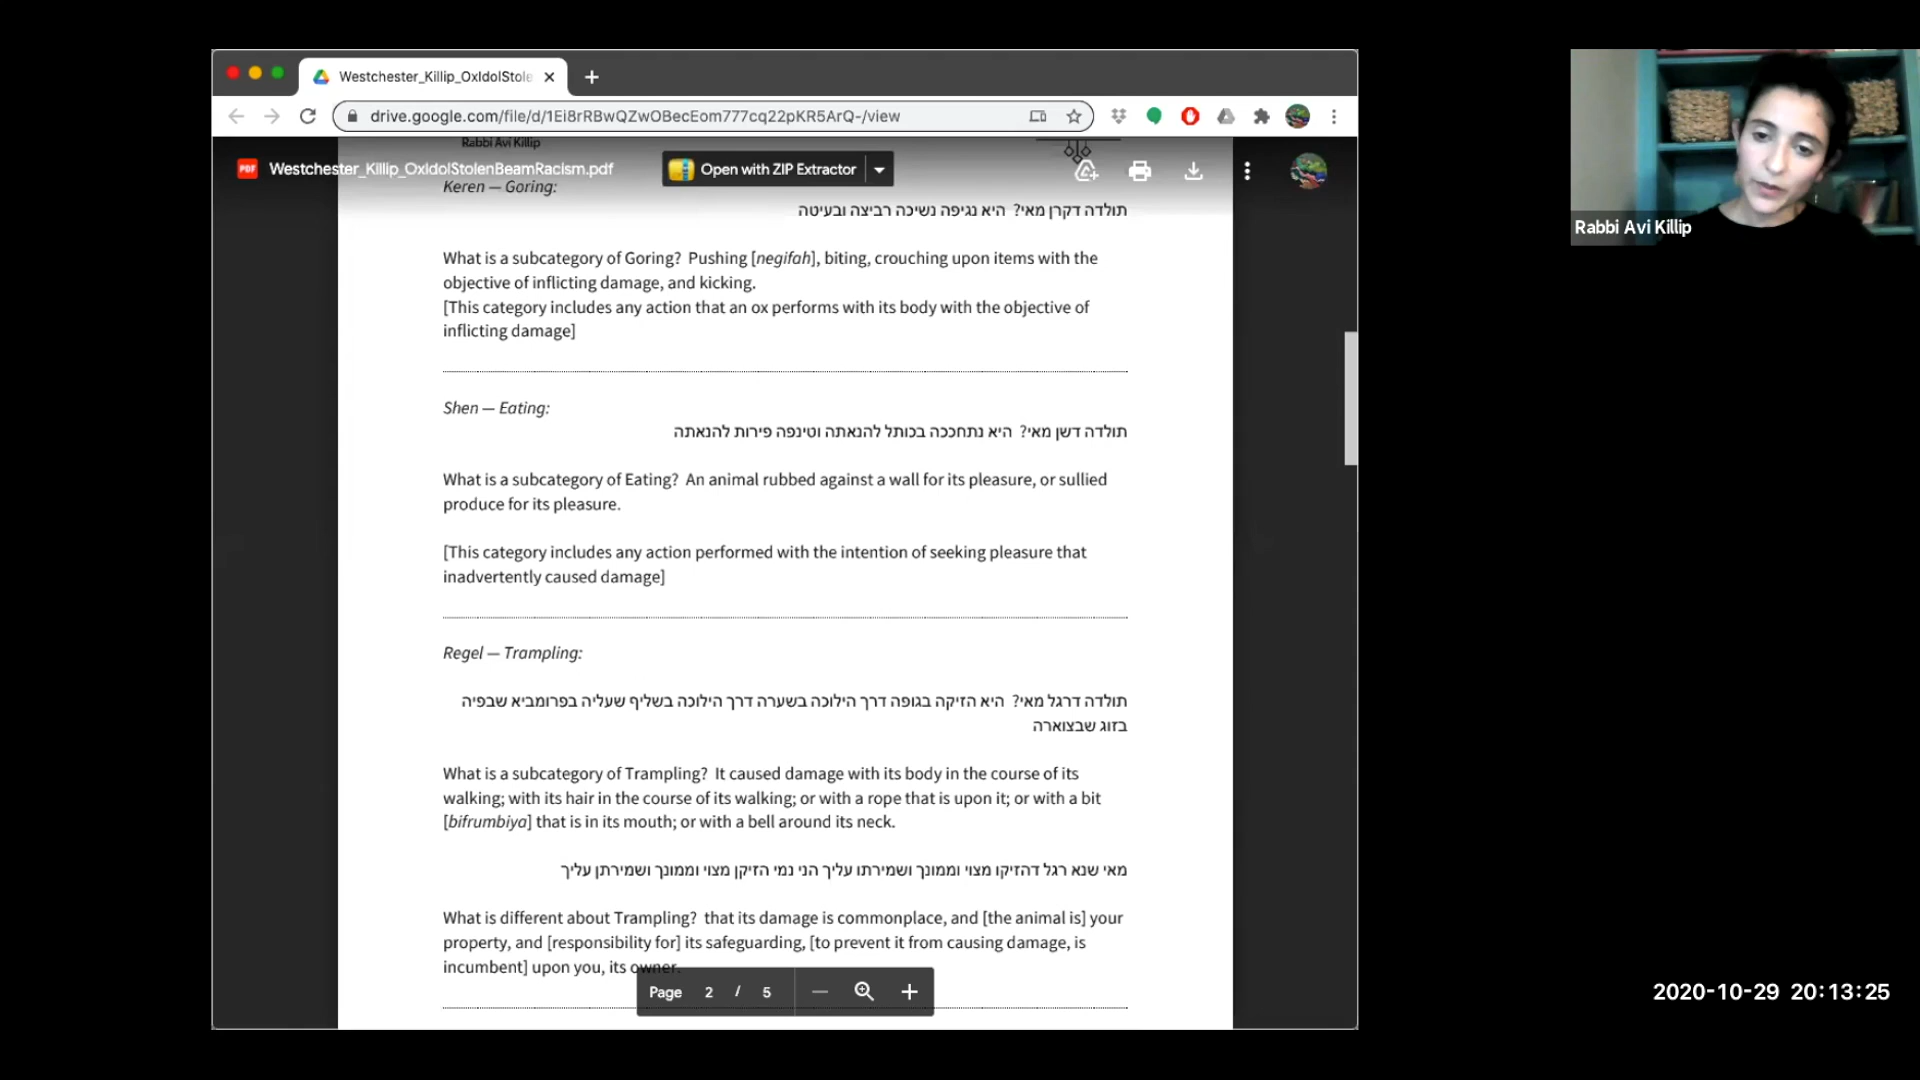 Westchester_Killip_OxIdolStole
drive.google.com/file/d/1Ei8rRBwQZwOBecEom777cq22pKR5ArQ-/view
Rabbi Avi Killip
Westchester_Killip_OxIdolStolenBeamRacism.pdf
Open with ZIP Extractor
Keren — Goring:
תולדה דקרן מאי? היא נגיפה נשיכה רביצה ובעיטה
What is a subcategory of Goring? Pushing [negifah], biting, crouching upon items with the
objective of inflicting damage, and kicking.
[This category includes any action that an ox performs with its body with the objective of
inflicting damage]
Shen — Eating:
תולדה דשן מאי? היא נתחככה בכותל להנאתה וטינפה פירות להנאתה
What is a subcategory of Eating? An animal rubbed against a wall for its pleasure, or sullied
produce for its pleasure.
[This category includes any action performed with the intention of seeking pleasure that
inadvertently caused damage]
Regel — Trampling:
תולדה דרגל מאי? היא הזיקה בגופה דרך הילוכה בשערה דרך הילוכה בשליף שעליה בפרומביא שבפיה
בזוג שבצוארה
What is a subcategory of Trampling? It caused damage with its body in the course of its
walking; with its hair in the course of its walking; or with a rope that is upon it; or with a bit
[bifrumbiya] that is in its mouth; or with a bell around its neck.
מאי שנא רגל דהזיקו מצוי וממונך ושמירתו עליך הני נמי הזיקן מצוי וממונך ושמירתן עליך
What is different about Trampling? that its damage is commonplace, and [the animal is] your
property, and [responsibility for] its safeguarding, [to prevent it from causing damage, is
incumbent] upon you, its owner.
Page 2 / 5
PDF
Rabbi Avi Killip
2020-10-29 20:13:25